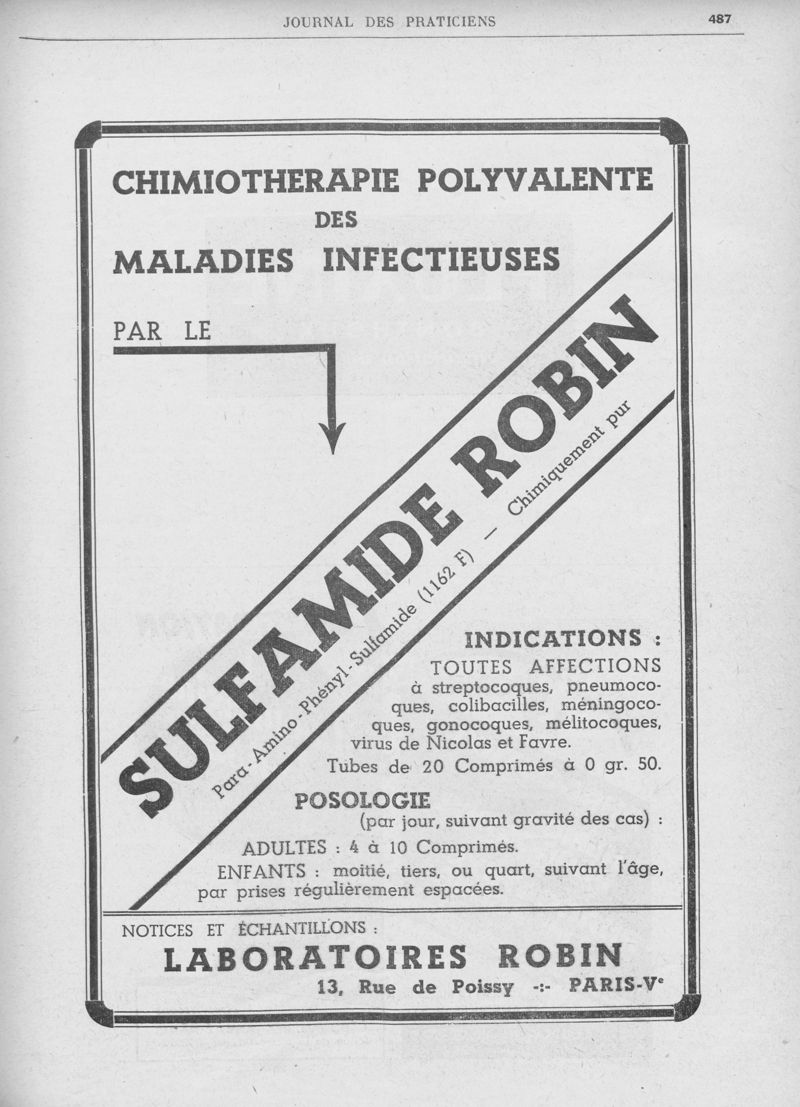 JOURNAL DES PRATICIENS 487
CHIMIOTHERAPIE POLYVALENTE
DES
MALADIES INFECTIEUSES
PAR LE
SULFAMIDE ROBIN
Para-Amino-Phényl-Sulfamide (1162 F) — Chimiquement pur
INDICATIONS :
TOUTES AFFECTIONS
à streptocoques, pneumoco-
ques, colibacilles, méningoco-
ques, gonocoques, mélitocoques,
virus de Nicolas et Favre.
Tubes de 20 Comprimés à 0 gr. 50.
POSOLOGIE
(par jour, suivant gravité des cas) :
ADULTES : 4 à 10 Comprimés.
ENFANTS : moitié, tiers, ou quart, suivant l'âge,
par prises régulièrement espacées.
NOTICES ET ÉCHANTILLONS :
LABORATOIRES ROBIN
13, Rue de Poissy -:- PARIS-Vᵉ